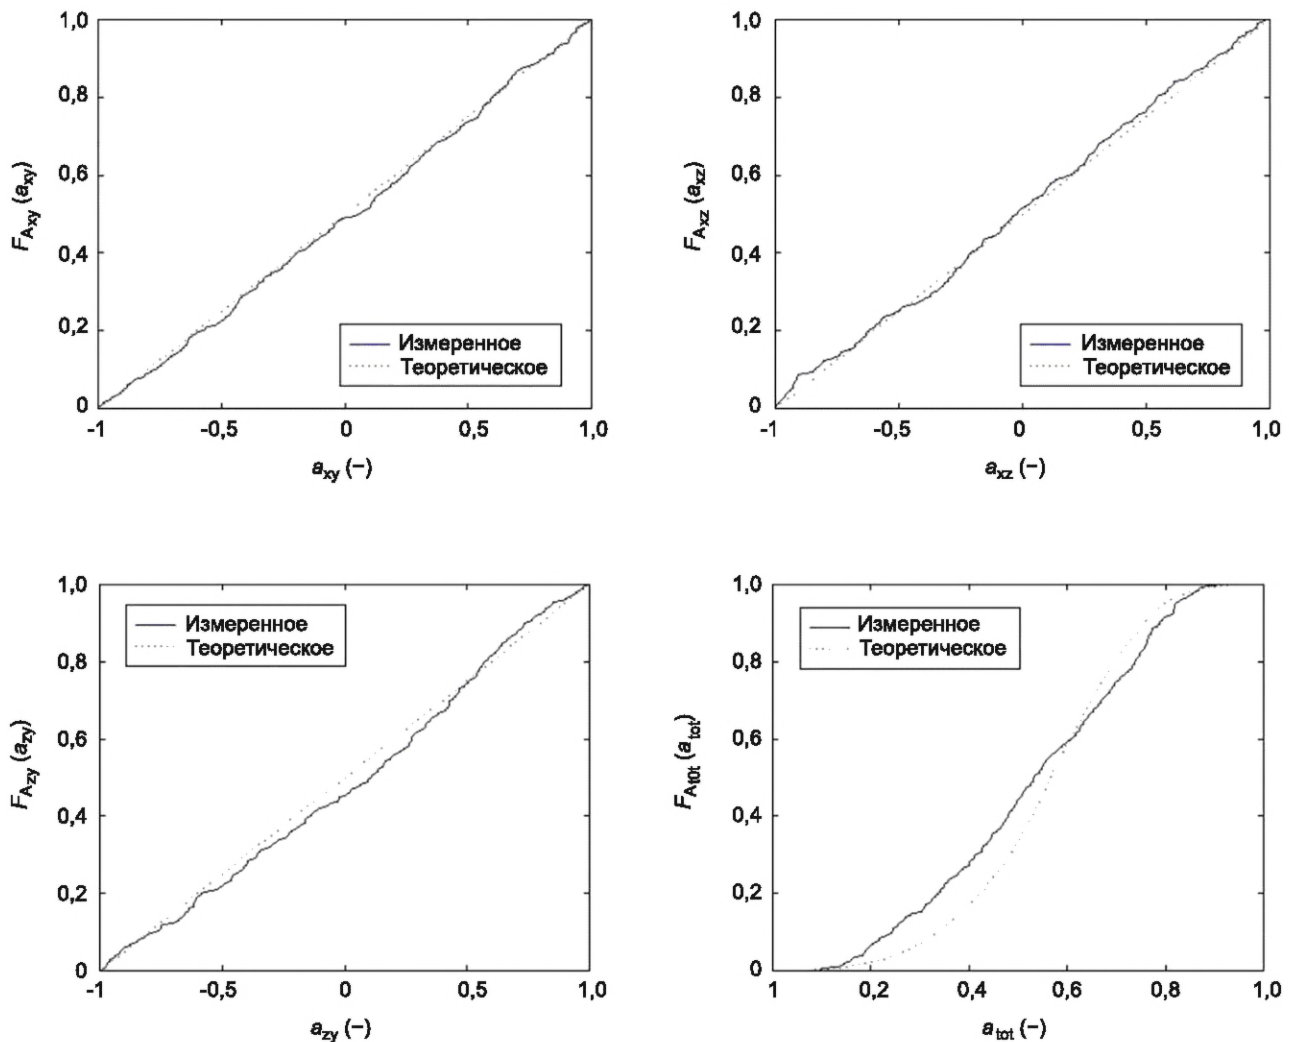 1,0
0,8
0,6
0,4
0,2
0
F_Axy (a_xy)
-1
-0,5
0
0,5
1,0
a_xy (–)
Измеренное
Теоретическое
1,0
0,8
0,6
0,4
0,2
0
F_Axz (a_xz)
-1
-0,5
0
0,5
1,0
a_xz (–)
Измеренное
Теоретическое
1,0
0,8
0,6
0,4
0,2
0
F_Azy (a_zy)
-1
-0,5
0
0,5
1,0
a_zy (–)
Измеренное
Теоретическое
1,0
0,8
0,6
0,4
0,2
0
F_At0t (a_tot)
1
0,2
0,4
0,6
0,8
1,0
a_tot (–)
Измеренное
Теоретическое